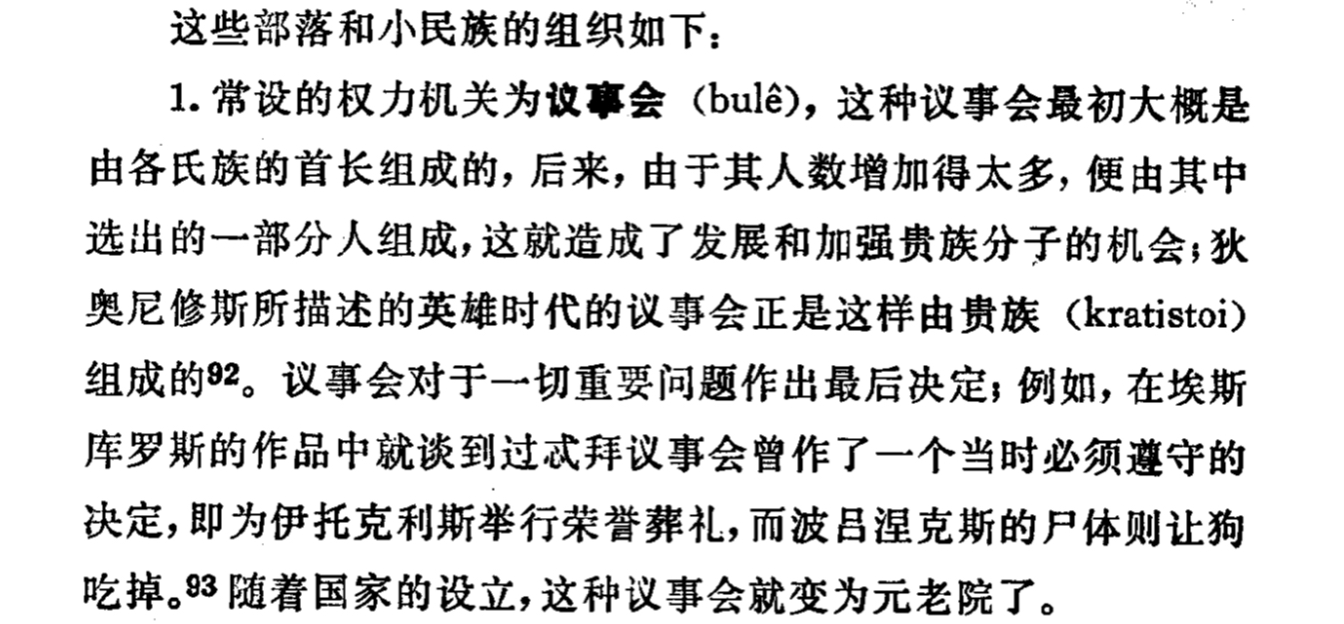 这些部落和小民族的组织如下：
1. 常设的权力机关为议事会（bulê），这种议事会最初大概是
由各氏族的首长组成的，后来，由于其人数增加得太多，便由其中
选出的一部分人组成，这就造成了发展和加强贵族分子的机会；狄
奥尼修斯所描述的英雄时代的议事会正是这样由贵族（kratistoi）
组成的92。议事会对于一切重要问题作出最后决定；例如，在埃斯
库罗斯的作品中就谈到过忒拜议事会曾作了一个当时必须遵守的
决定，即为伊托克利斯举行荣誉葬礼，而波吕涅克斯的尸体则让狗
吃掉。93随着国家的设立，这种议事会就变为元老院了。